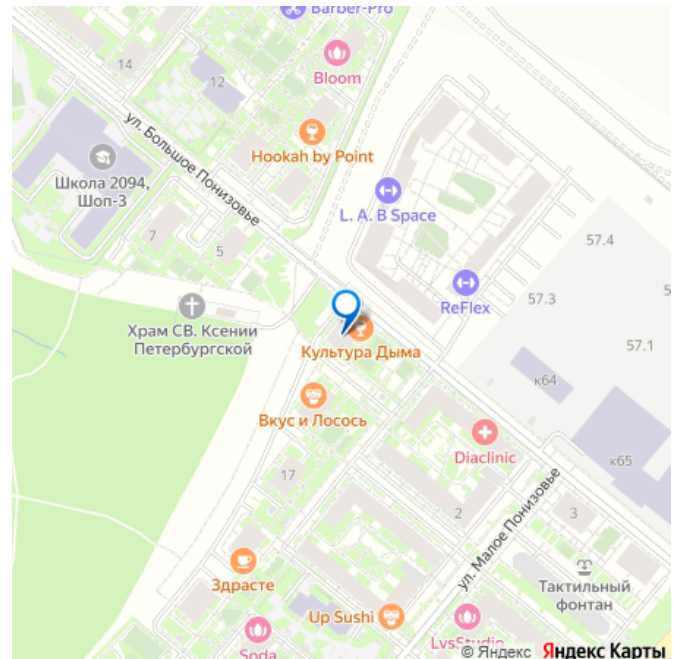 Barber-Pro
14
12
Bloom
ул. Большое Понизовье
Hookah by Point
Школа 2094,
Шоп-3
7
5
L. A. B Space
57.4
57.3
5
57.1
ReFlex
Храм СВ. Ксении
Петербургской
Культура Дыма
к64
Вкус и Лосось
Diaclinic
к65
17
2
3
ул. Малое Понизовье
Здрасте
Тактильный
фонтан
Up Sushi
Soda
LvsStudio
© Яндекс Яндекс Карты